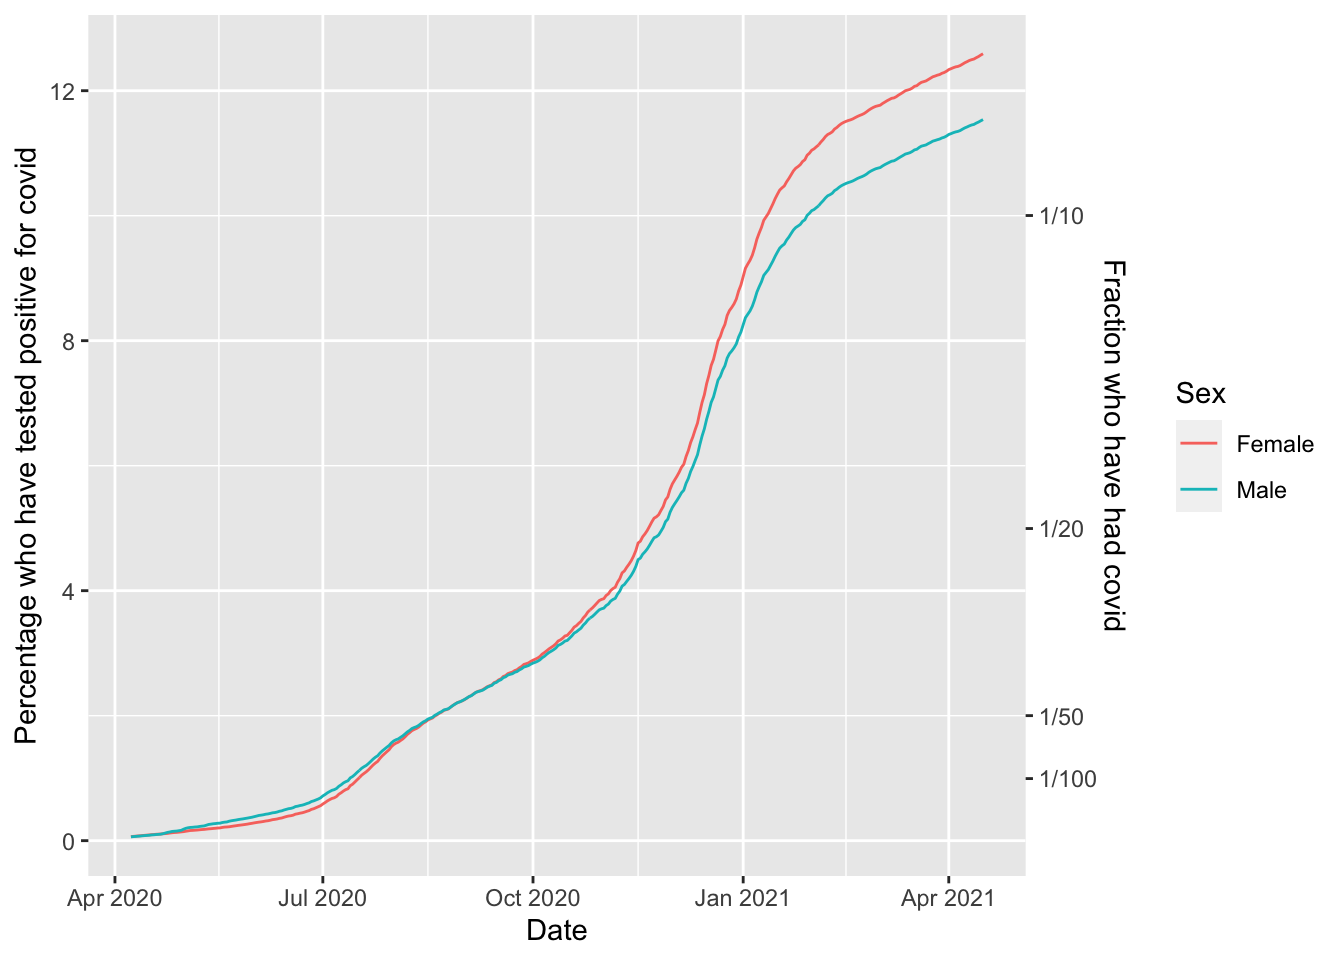 Percentage who have tested positive for covid
12
8
4
0
Apr 2020
Jul 2020
Oct 2020
Jan 2021
Apr 2021
Date
1/10
1/20
1/50
1/100
Fraction who have had covid
Sex
Female
Male